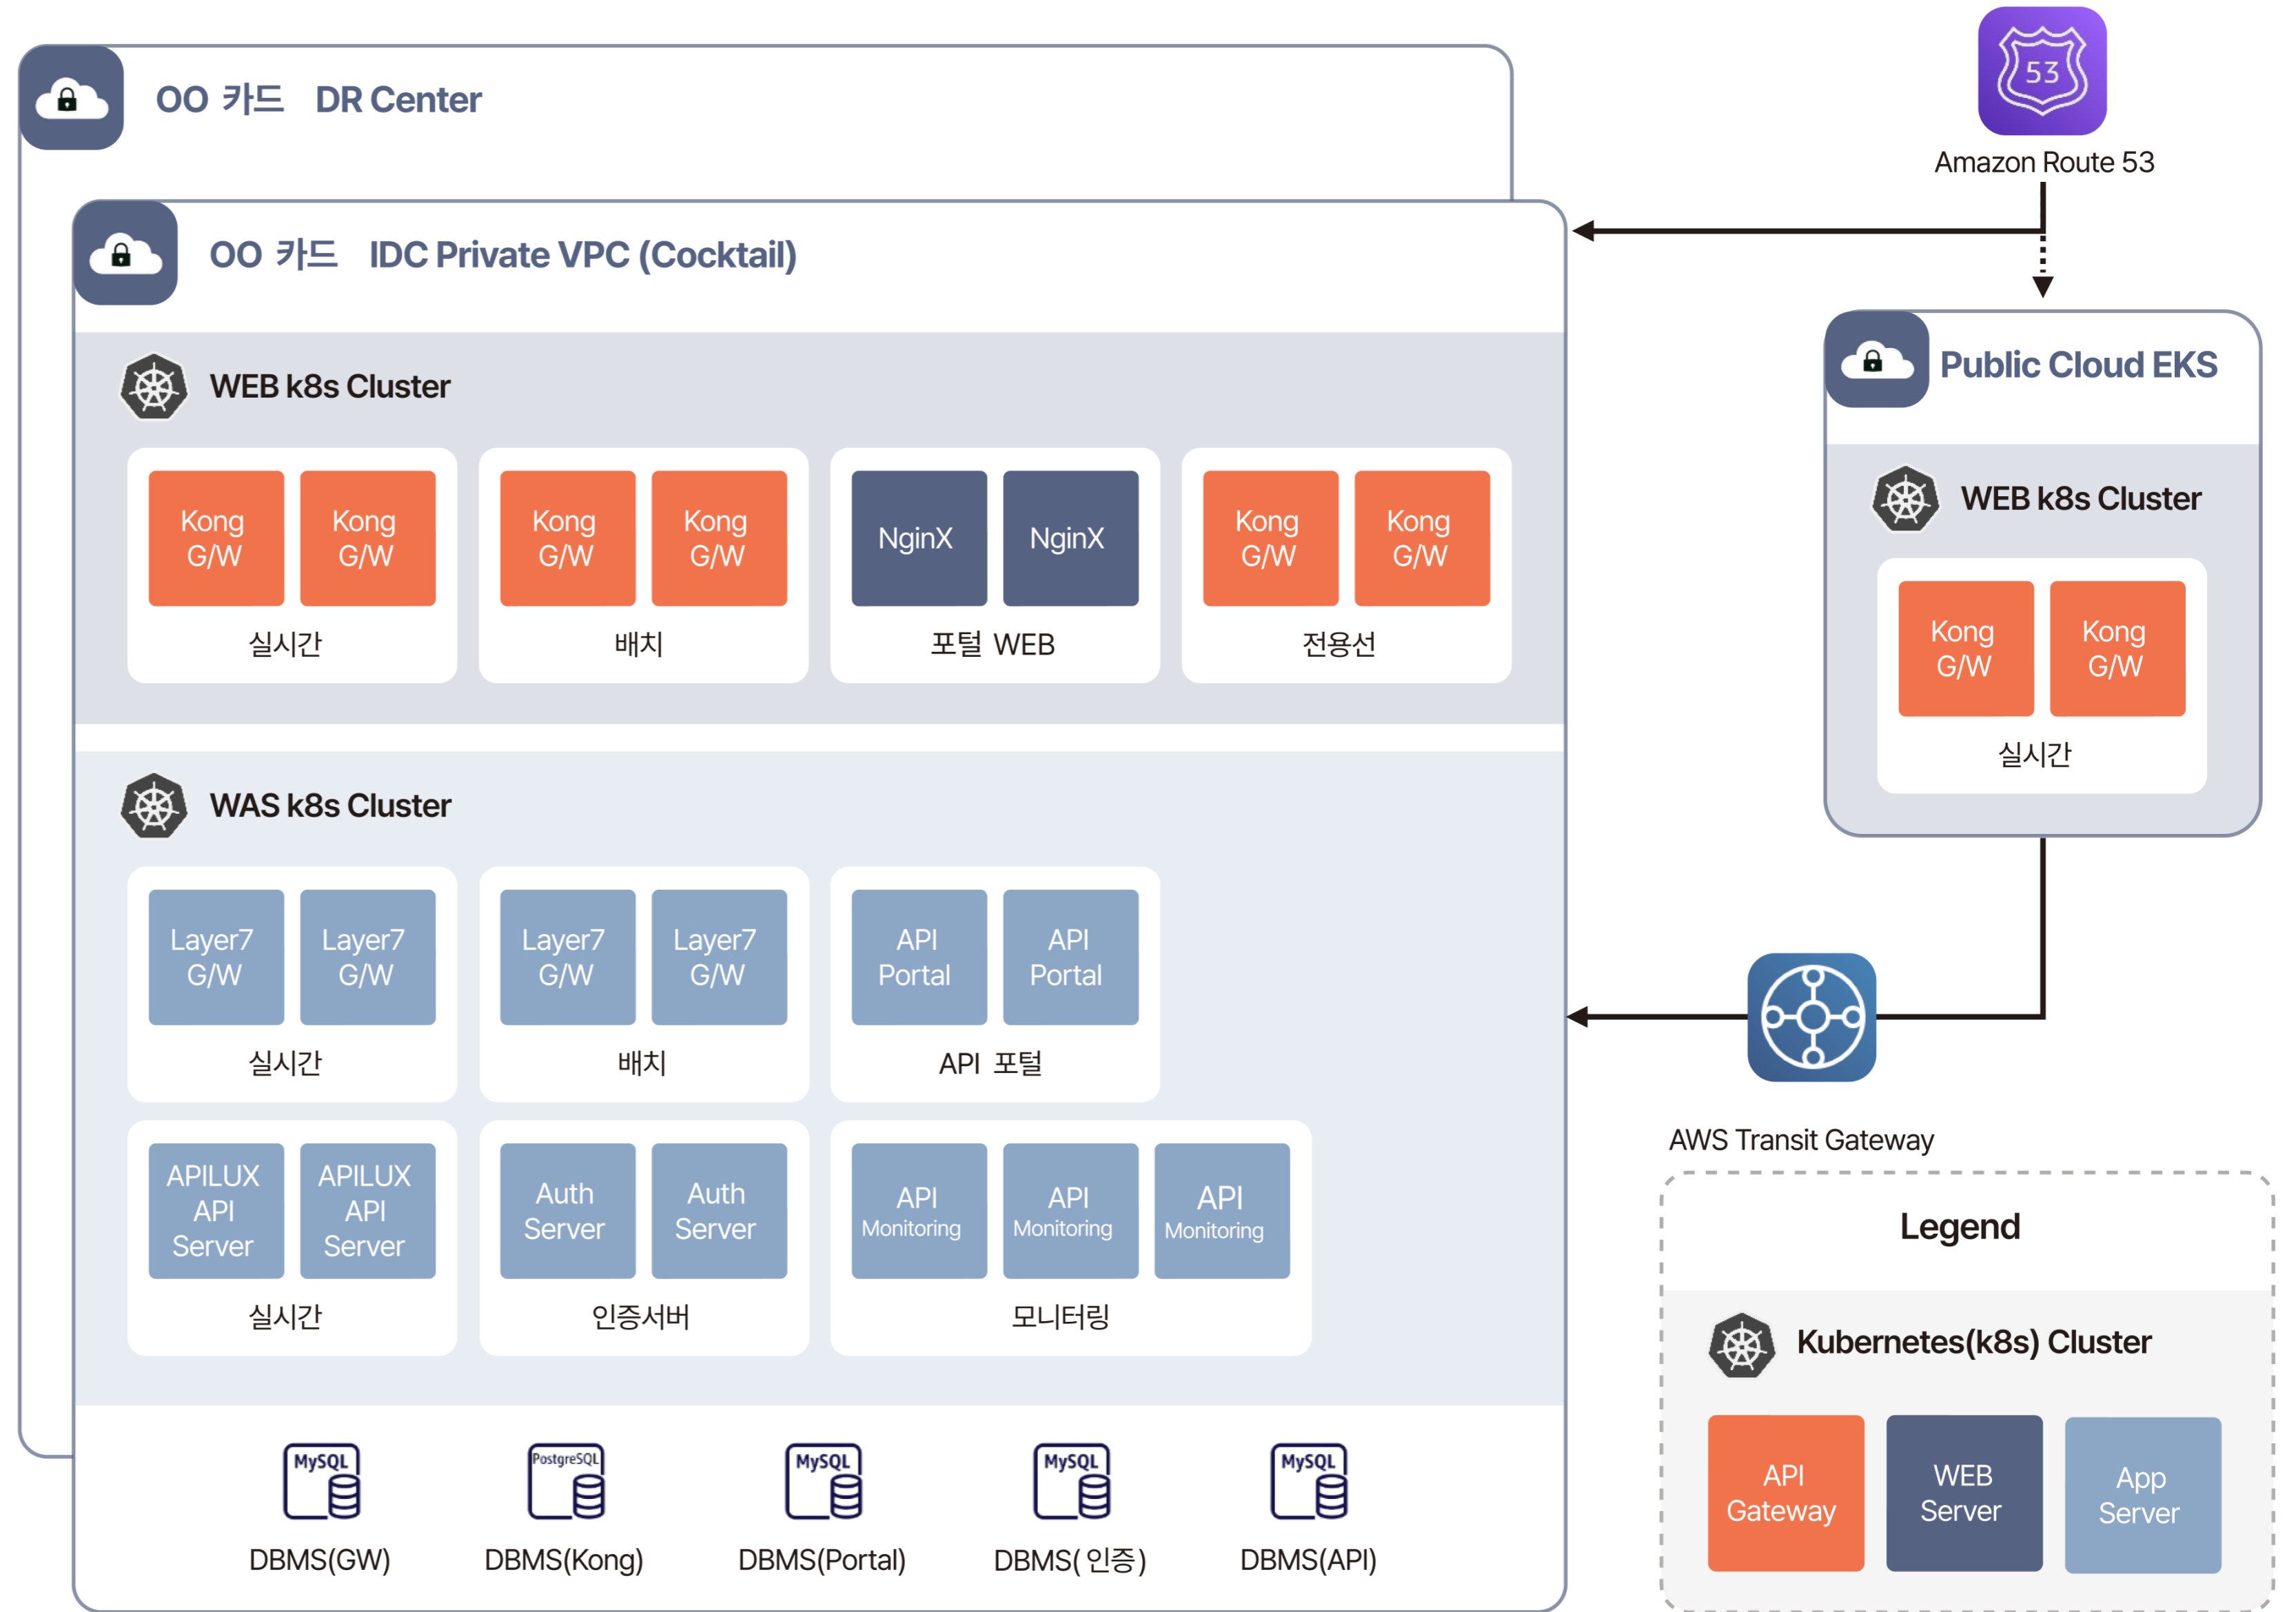 OO 카드 DR Center
53
Amazon Route 53
OO 카드 IDC Private VPC (Cocktail)
WEB k8s Cluster
Kong
G/W
Kong
G/W
실시간
Kong
G/W
Kong
G/W
배치
NginX
NginX
포털 WEB
Kong
G/W
Kong
G/W
전용선
Public Cloud EKS
WEB k8s Cluster
Kong
G/W
Kong
G/W
실시간
WAS k8s Cluster
Layer7
G/W
Layer7
G/W
실시간
Layer7
G/W
Layer7
G/W
배치
API
Portal
API
Portal
API 포털
APILUX
API
Server
APILUX
API
Server
실시간
Auth
Server
Auth
Server
인증서버
API
Monitoring
API
Monitoring
API
Monitoring
모니터링
AWS Transit Gateway
MySQL
DBMS(GW)
PostgreSQL
DBMS(Kong)
MySQL
DBMS(Portal)
MySQL
DBMS( 인증)
MySQL
DBMS(API)
Legend
Kubernetes(k8s) Cluster
API
Gateway
WEB
Server
App
Server